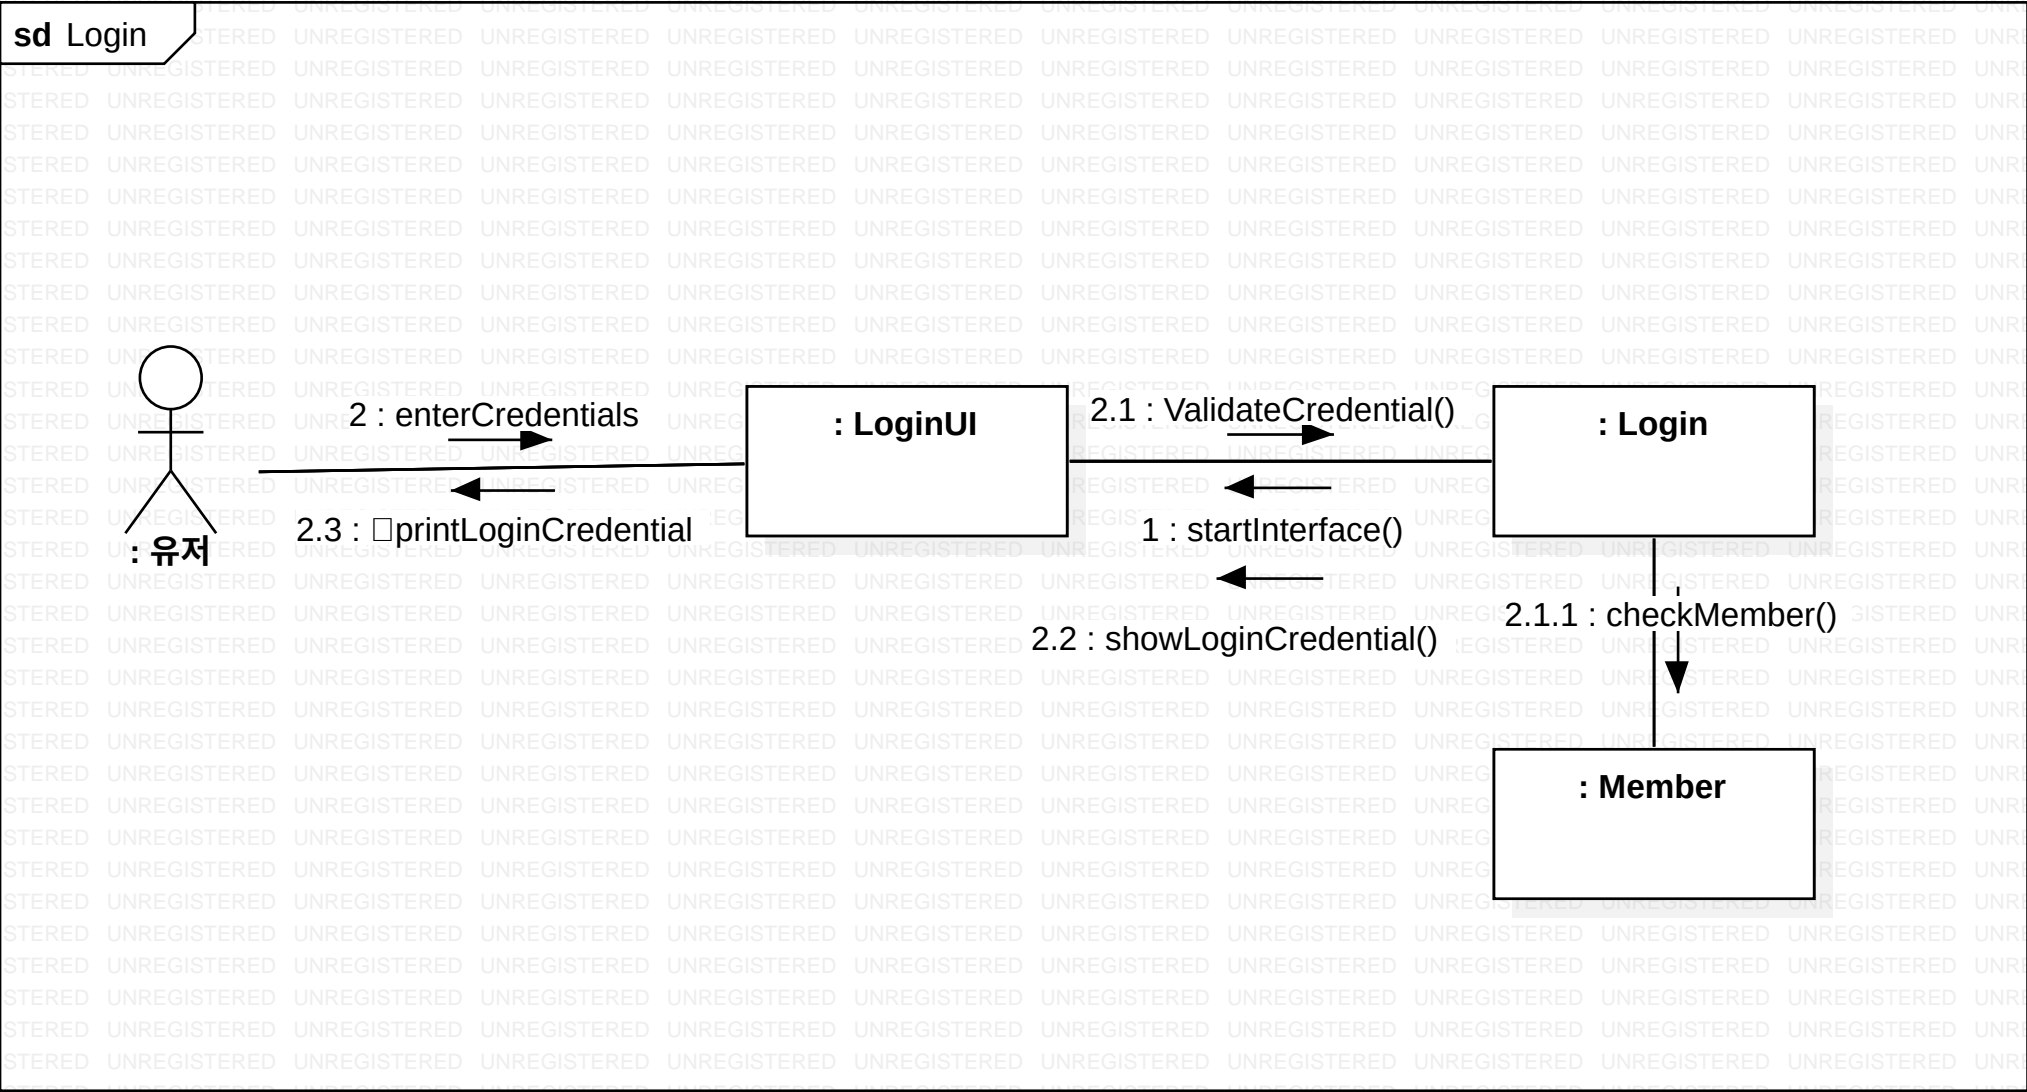 sd Login
2 : enterCredentials
: LoginUI
2.1 : ValidateCredential()
: Login
2.3 : □printLoginCredential
1 : startInterface()
: 유저
2.2 : showLoginCredential()
2.1.1 : checkMember()
: Member
UNREGISTERED